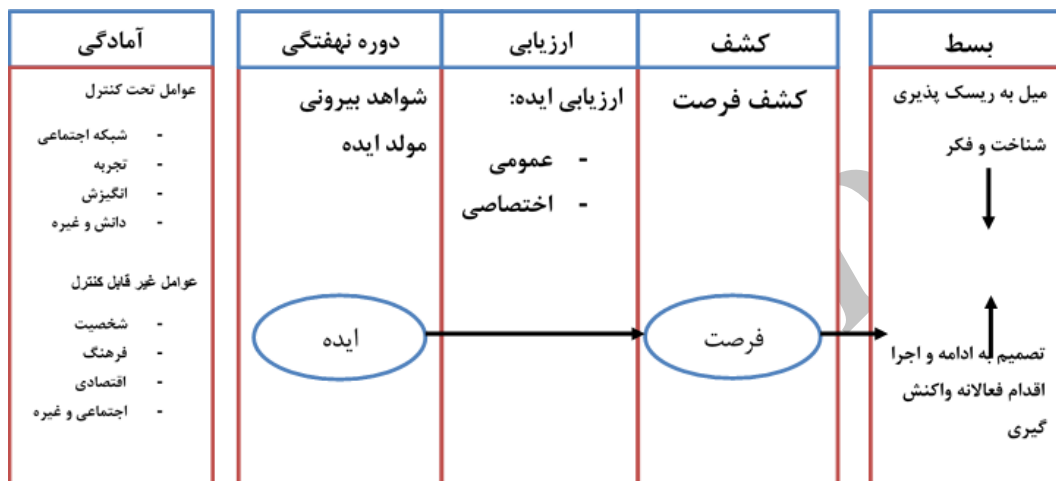 آمادگی
عوامل تحت کنترل
- شبکه اجتماعی
- تجربه
- انگیزش
- دانش و غیره
عوامل غیر قابل کنترل
- شخصیت
- فرهنگ
- اقتصادی
- اجتماعی و غیره
دوره نهفتگی
شواهد بیرونی
مولد ایده
ایده
ارزیابی
ارزیابی ایده:
- عمومی
- اختصاصی
کشف
کشف فرصت
فرصت
بسط
میل به ریسک پذیری
شناخت و فکر
تصمیم به ادامه و اجرا
اقدام فعالانه واکنش
گیری